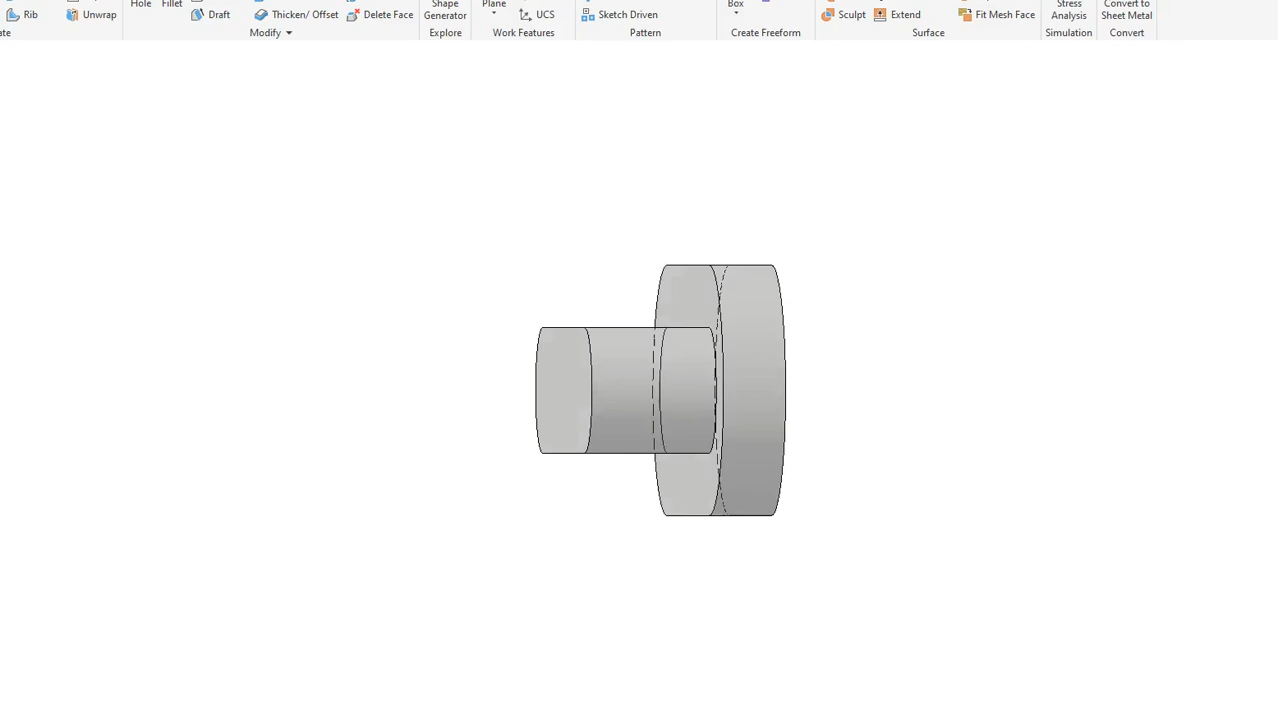 Hole Fillet Shape Plane Box Stress Convert to
Rib Unwrap Draft Thicken/ Offset Delete Face Generator UCS Sketch Driven Sculpt Extend Fit Mesh Face Analysis Sheet Metal
Modify Explore Work Features Pattern Create Freeform Surface Simulation Convert